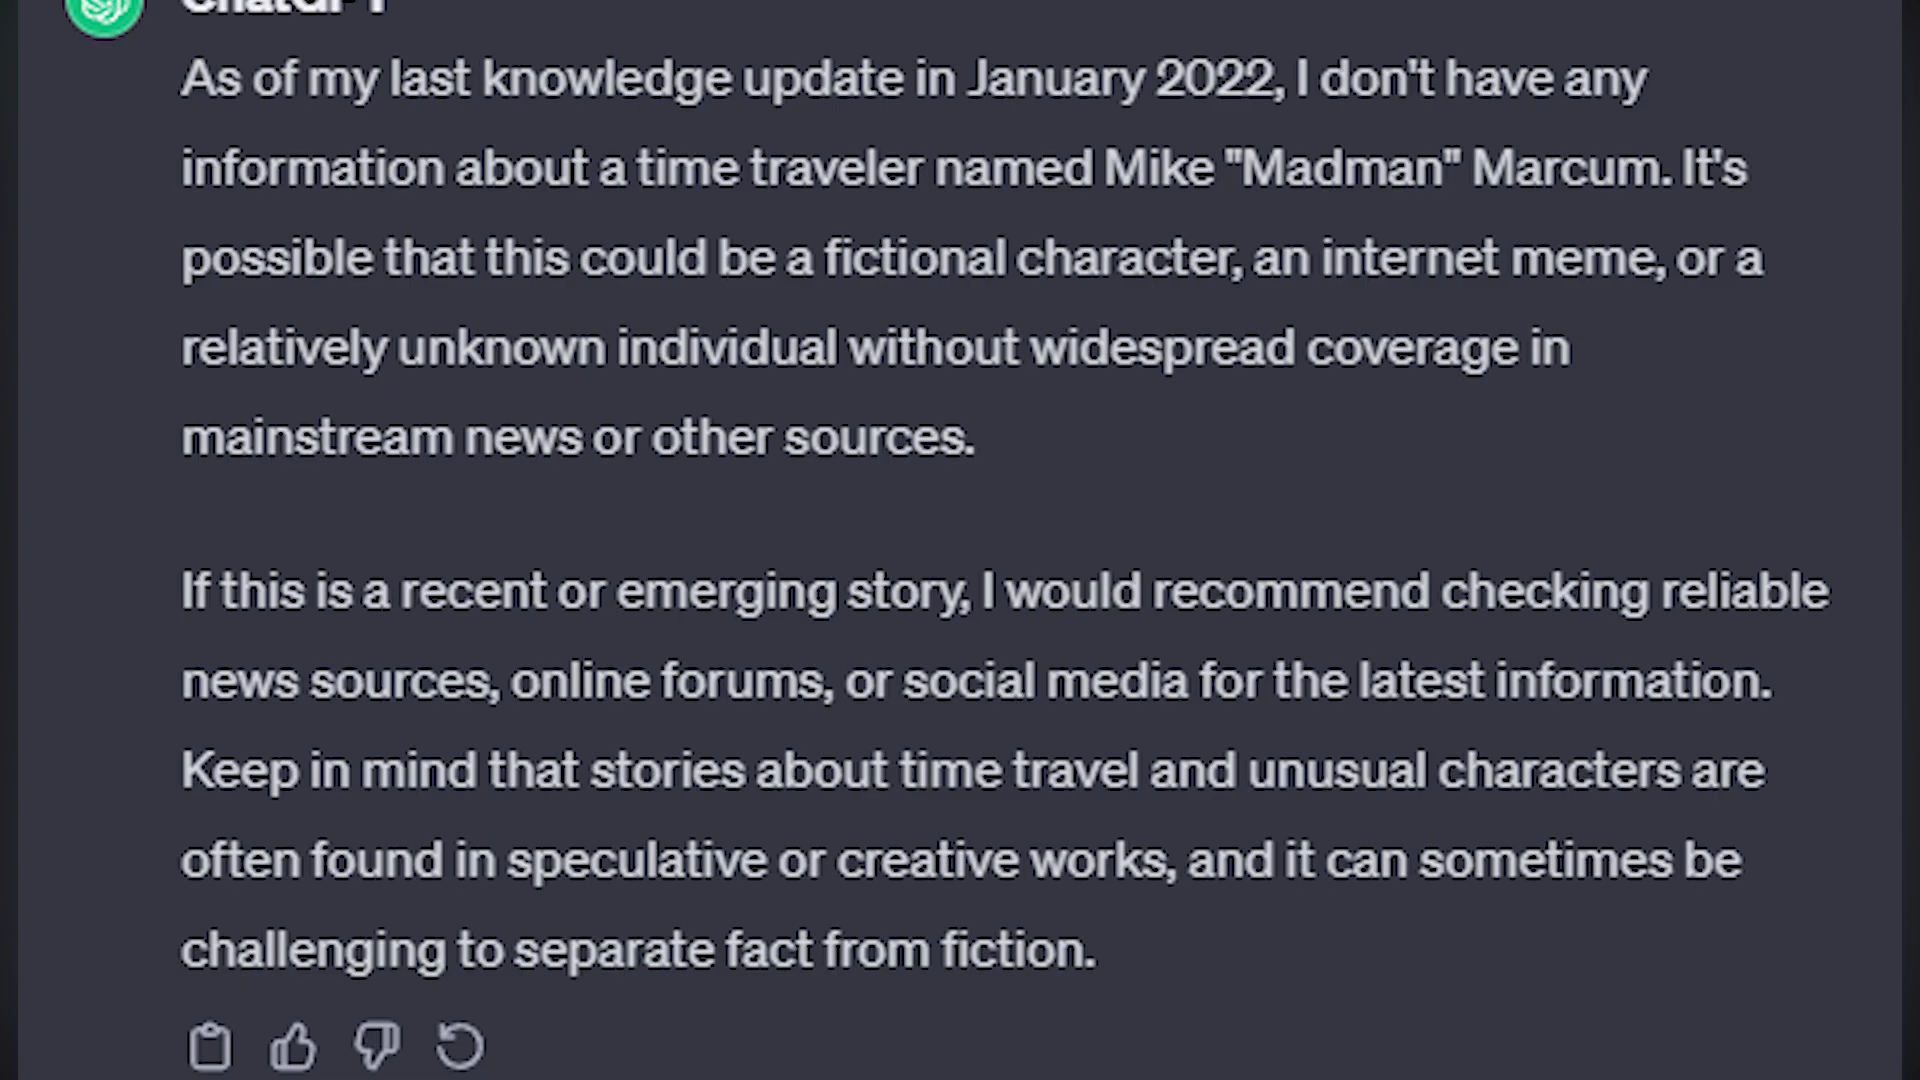 ChatGPT
As of my last knowledge update in January 2022, I don't have any
information about a time traveler named Mike "Madman" Marcum. It's
possible that this could be a fictional character, an internet meme, or a
relatively unknown individual without widespread coverage in
mainstream news or other sources.
If this is a recent or emerging story, I would recommend checking reliable
news sources, online forums, or social media for the latest information.
Keep in mind that stories about time travel and unusual characters are
often found in speculative or creative works, and it can sometimes be
challenging to separate fact from fiction.